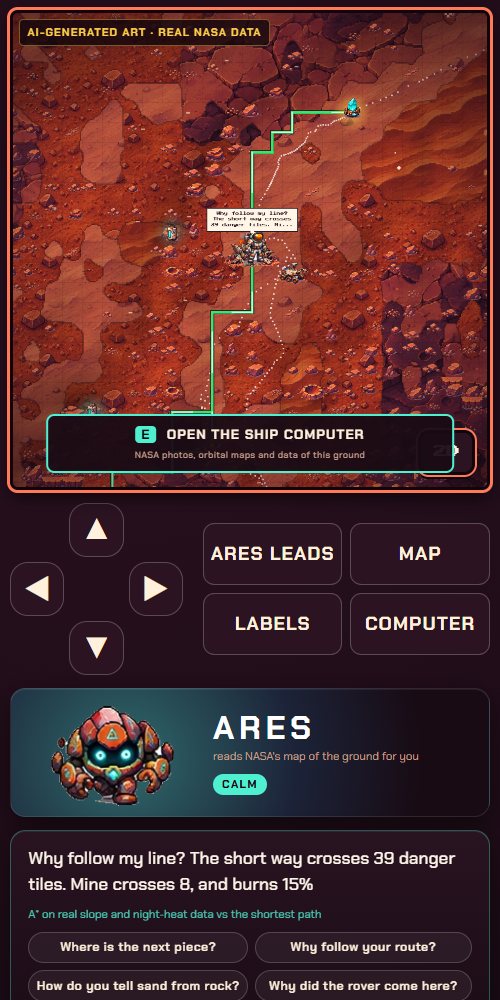 AI-GENERATED ART · REAL NASA DATA
Why follow my line?
The short way crosses
39 danger tiles. Mi...
E OPEN THE SHIP COMPUTER
NASA photos, orbital maps and data of this ground
ARES LEADS
MAP
LABELS
COMPUTER
ARES
reads NASA's map of the ground for you
CALM
Why follow my line? The short way crosses 39 danger
tiles. Mine crosses 8, and burns 15%
A* on real slope and night-heat data vs the shortest path
Where is the next piece?
Why follow your route?
How do you tell sand from rock?
Why did the rover come here?